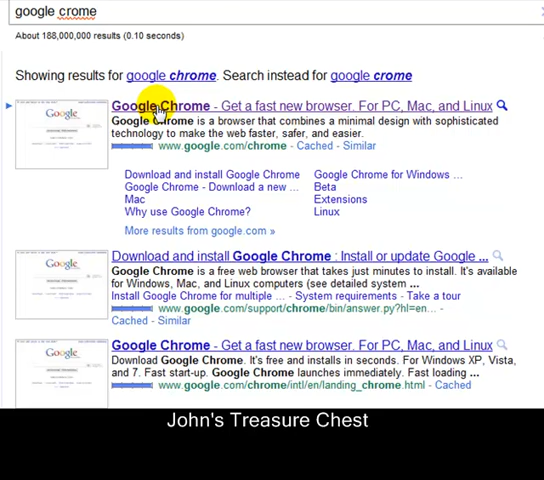 google crome
About 188,000,000 results (0.10 seconds)
Showing results for google chrome. Search instead for google crome
Google Chrome - Get a fast new browser. For PC, Mac, and Linux
Google Chrome is a browser that combines a minimal design with sophisticated
technology to make the web faster, safer, and easier.
www.google.com/chrome - Cached - Similar
Download and install Google Chrome Google Chrome for Windows ...
Google Chrome - Download a new ... Beta
Mac Extensions
Why use Google Chrome? Linux
More results from google.com »
Download and install Google Chrome : Install or update Google ...
Google Chrome is a free web browser that takes just minutes to install. It's available
for Windows, Mac, and Linux computers (see detailed system ...
Install Google Chrome for multiple ... - System requirements - Take a tour
www.google.com/support/chrome/bin/answer.py?hl=en... -
Cached - Similar
Google Chrome - Get a fast new browser. For PC, Mac, and Linux
Download Google Chrome. It's free and installs in seconds. For Windows XP, Vista,
and 7. Fast start-up. Google Chrome launches immediately. Fast loading ...
www.google.com/chrome/intl/en/landing_chrome.html - Cached
Google
Google
Google
John's Treasure Chest